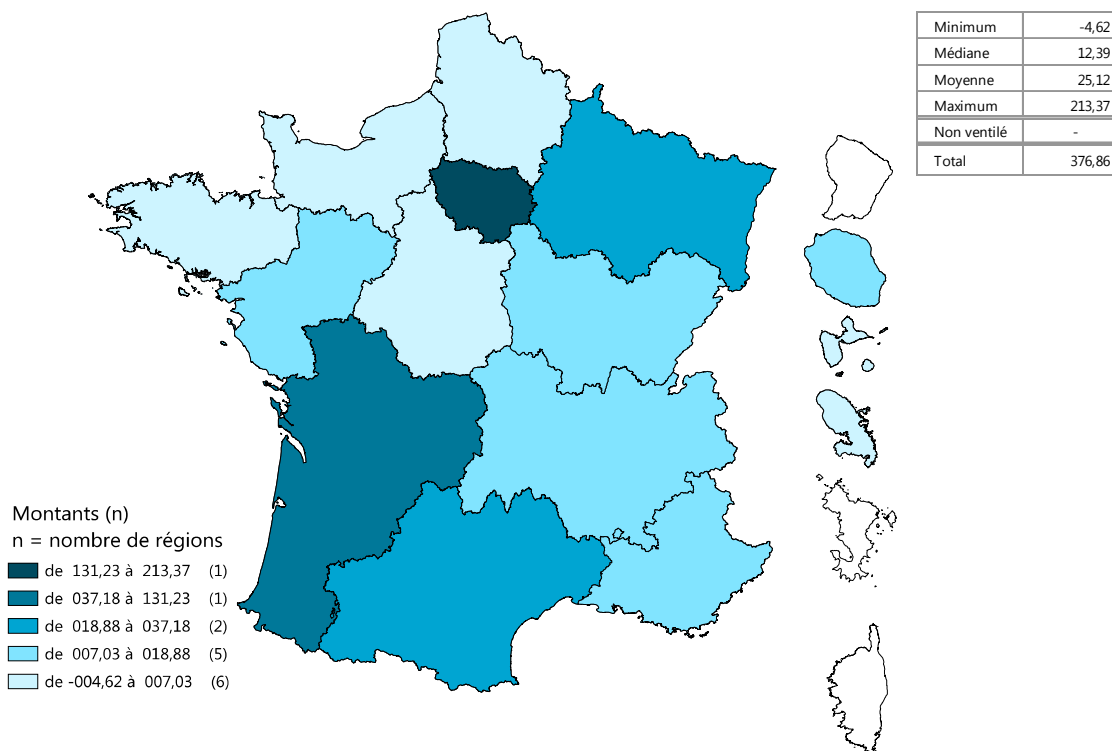 Minimum -4,62
Médiane 12,39
Moyenne 25,12
Maximum 213,37
Non ventilé -
Total 376,86
Montants (n)
n = nombre de régions
de 131,23 à 213,37 (1)
de 037,18 à 131,23 (1)
de 018,88 à 037,18 (2)
de 007,03 à 018,88 (5)
de -004,62 à 007,03 (6)